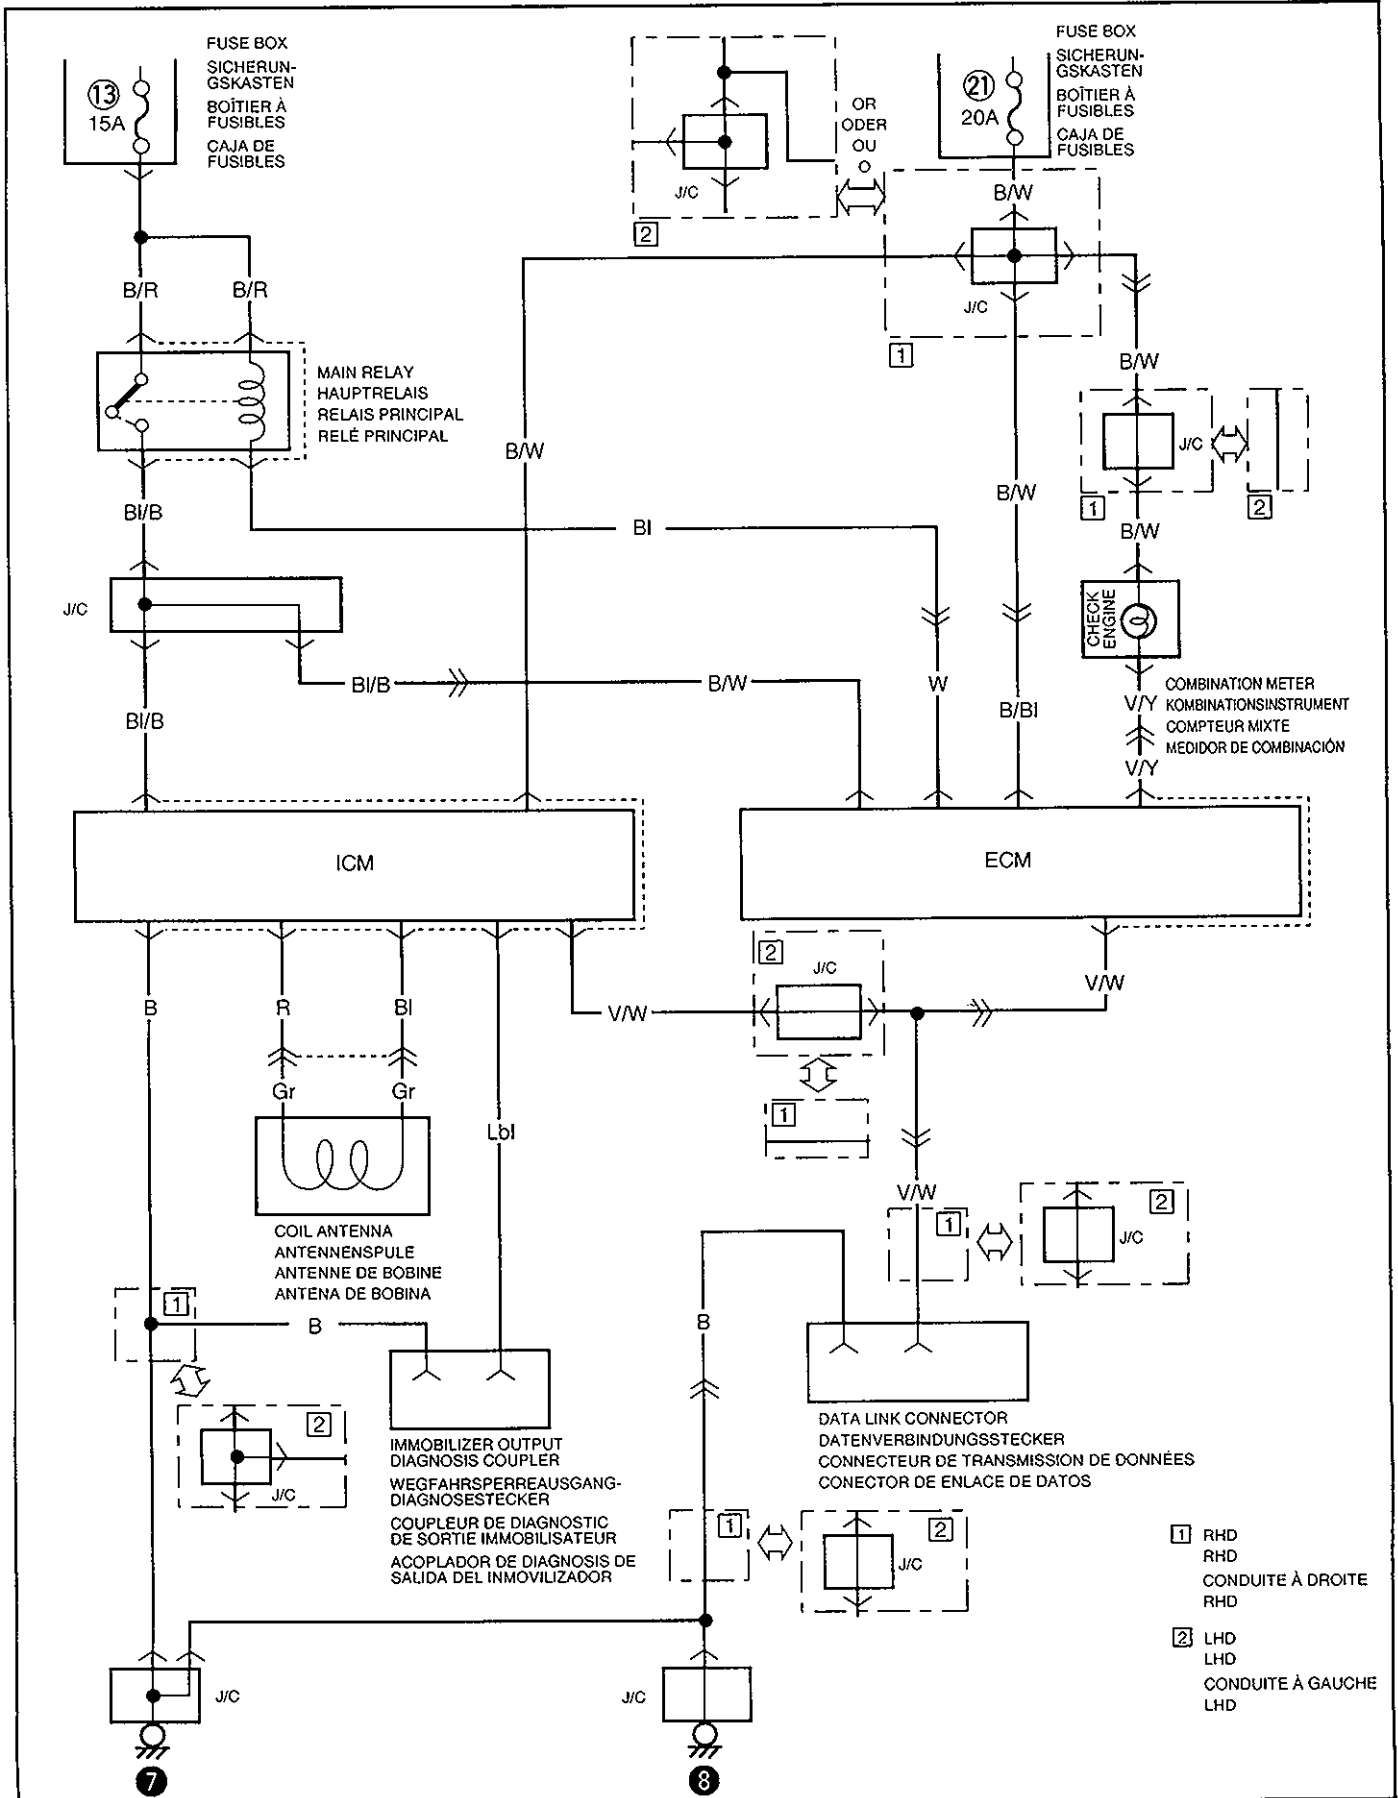 FUSE BOX
SICHERUN-
GSKASTEN
BOÎTIER À
FUSIBLES
CAJA DE
FUSIBLES
13
15A
J/C
2
OR
ODER
OU
O
21
20A
FUSE BOX
SICHERUN-
GSKASTEN
BOÎTIER À
FUSIBLES
CAJA DE
FUSIBLES
B/W
J/C
1
B/R
B/R
MAIN RELAY
HAUPTRELAIS
RELAIS PRINCIPAL
RELÉ PRINCIPAL
B/W
B/W
B/W
J/C
1
2
B/W
Bl/B
Bl
J/C
CHECK
ENGINE
Bl/B
B/W
W
B/Bl
V/Y
COMBINATION METER
KOMBINATIONSINSTRUMENT
COMPTEUR MIXTE
MEDIDOR DE COMBINACIÓN
Bl/B
V/Y
ICM
ECM
2
J/C
V/W
B
R
Bl
V/W
Gr
Gr
1
Lbl
V/W
1
2
J/C
COIL ANTENNA
ANTENNENSPULE
ANTENNE DE BOBINE
ANTENA DE BOBINA
1
B
B
2
J/C
IMMOBILIZER OUTPUT
DIAGNOSIS COUPLER
WEGFAHRSPERREAUSGANG-
DIAGNOSESTECKER
COUPLEUR DE DIAGNOSTIC
DE SORTIE IMMOBILISATEUR
ACOPLADOR DE DIAGNOSIS DE
SALIDA DEL INMOVILIZADOR
DATA LINK CONNECTOR
DATENVERBINDUNGSSTECKER
CONNECTEUR DE TRANSMISSION DE DONNÉES
CONECTOR DE ENLACE DE DATOS
1
2
J/C
1 RHD
RHD
CONDUITE À DROITE
RHD
2 LHD
LHD
CONDUITE À GAUCHE
LHD
J/C
J/C
7
8